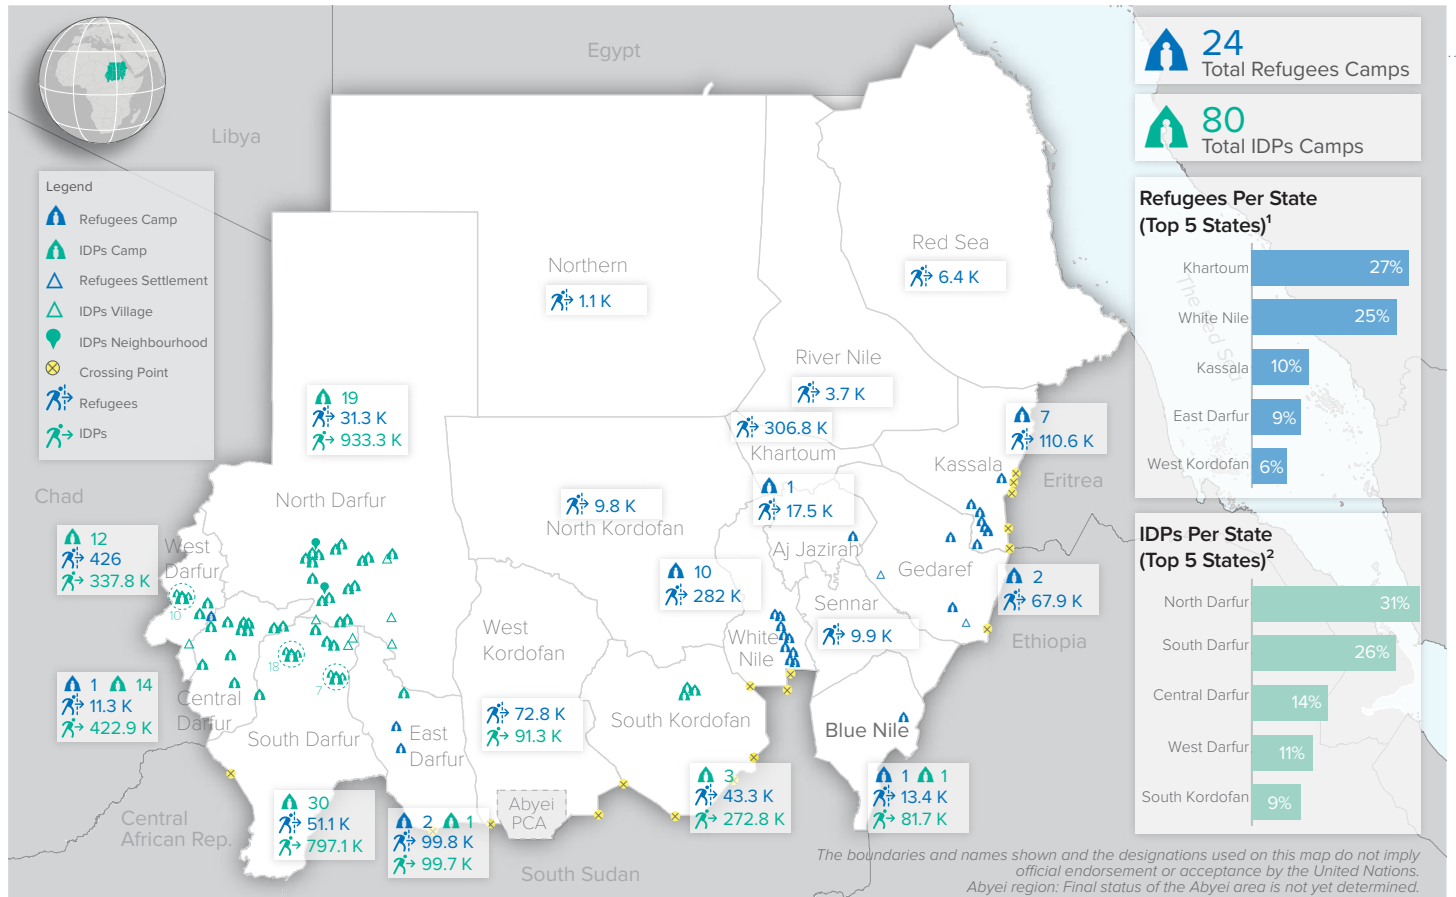 Egypt
Libya
Legend
Refugees Camp
IDPs Camp
Refugees Settlement
IDPs Village
IDPs Neighbourhood
Crossing Point
Refugees
IDPs
Chad
Northern
1.1 K
Red Sea
6.4 K
River Nile
3.7 K
306.8 K
Khartoum
19
31.3 K
933.3 K
North Darfur
9.8 K
North Kordofan
1
17.5 K
Aj Jazirah
7
110.6 K
Kassala
Eritrea
Gedaref
2
67.9 K
Ethiopia
12
426
337.8 K
West
Darfur
10
10
282 K
White
Nile
Sennar
9.9 K
West
Kordofan
72.8 K
91.3 K
18
7
1 14
11.3 K
422.9 K
Central
Darfur
South Darfur
East
Darfur
South Kordofan
Blue Nile
30
51.1 K
797.1 K
2 1
99.8 K
99.7 K
Abyei
PCA
3
43.3 K
272.8 K
1 1
13.4 K
81.7 K
Central
African Rep.
South Sudan
The Red Sea
24
Total Refugees Camps
80
Total IDPs Camps
Refugees Per State
(Top 5 States)¹
Khartoum 27%
White Nile 25%
Kassala 10%
East Darfur 9%
West Kordofan 6%
IDPs Per State
(Top 5 States)²
North Darfur 31%
South Darfur 26%
Central Darfur 14%
West Darfur 11%
South Kordofan 9%
The boundaries and names shown and the designations used on this map do not imply
official endorsement or acceptance by the United Nations.
Abyei region: Final status of the Abyei area is not yet determined.